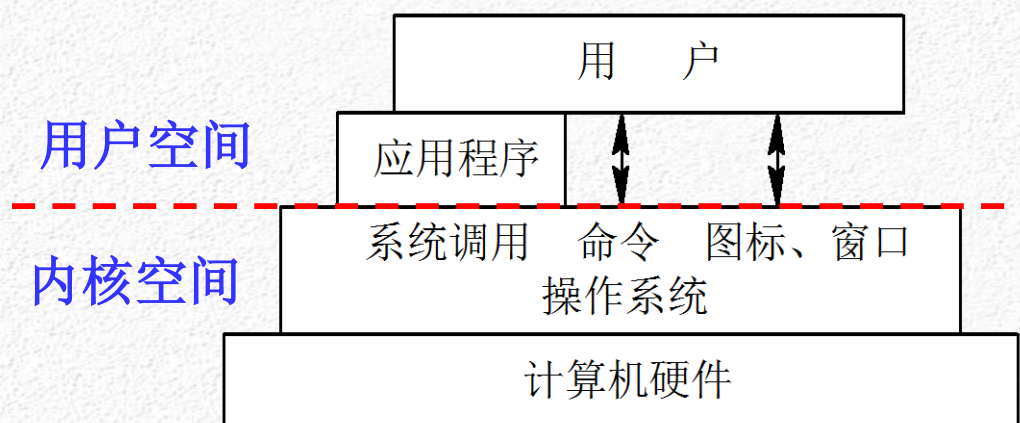 用 户
用户空间
应用程序
系统调用 命令 图标、窗口
内核空间
操作系统
计算机硬件